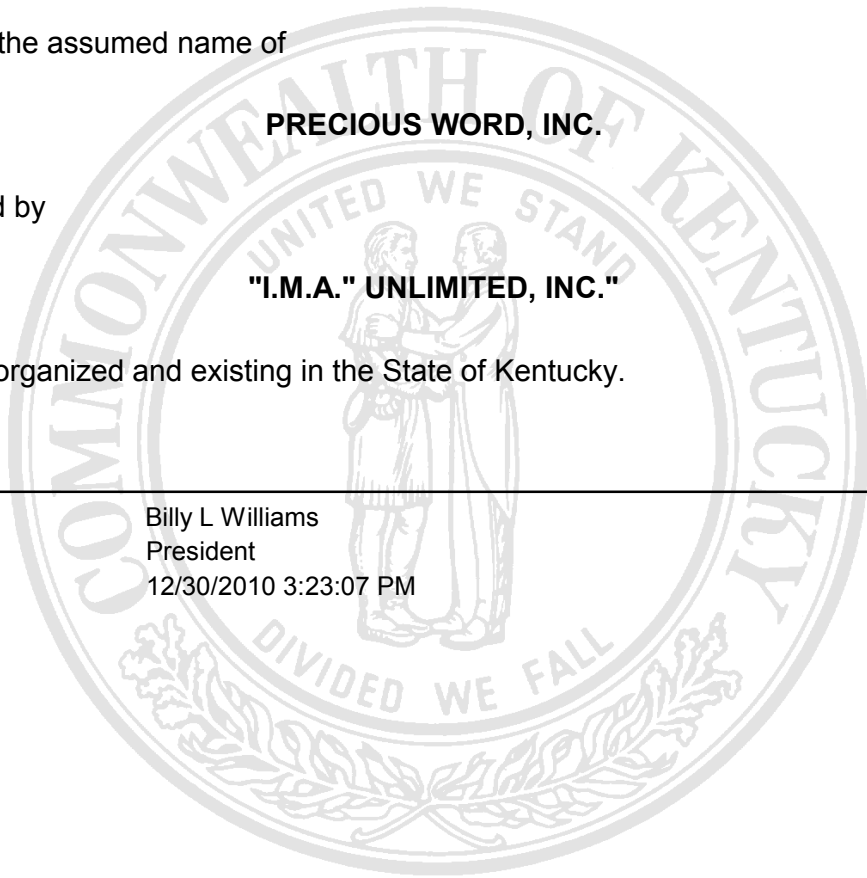 the assumed name of
PRECIOUS WORD, INC.
d by
"I.M.A." UNLIMITED, INC."
organized and existing in the State of Kentucky.
Billy L Williams
President
12/30/2010 3:23:07 PM
COMMONWEALTH OF KENTUCKY
UNITED WE STAND
DIVIDED WE FALL